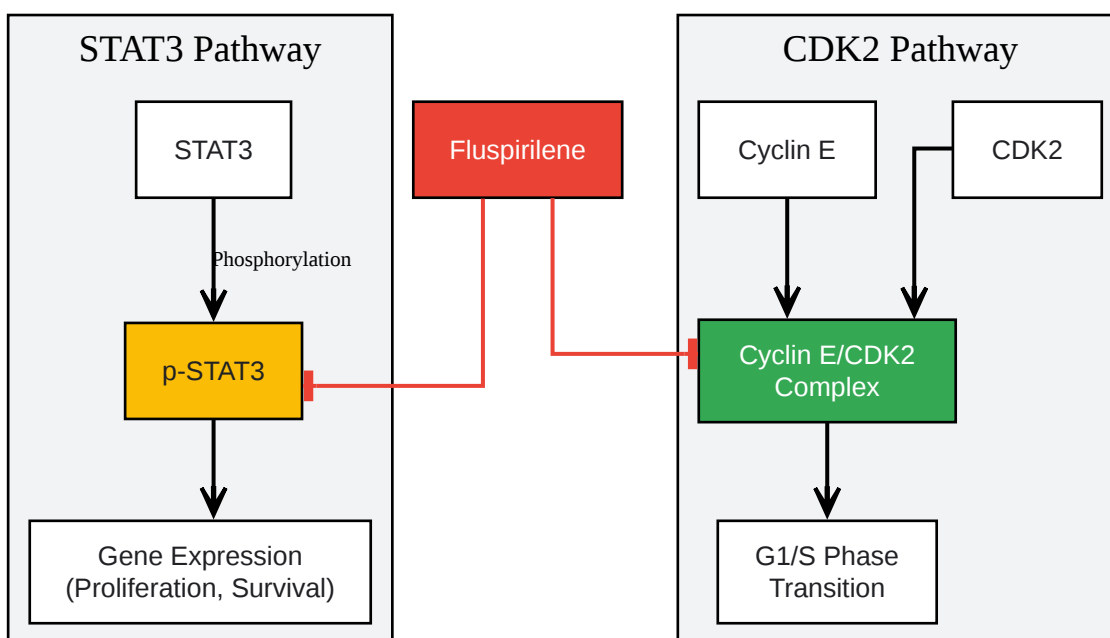 STAT3 Pathway
STAT3
Phosphorylation
p-STAT3
Gene Expression
(Proliferation, Survival)
Fluspirilene
CDK2 Pathway
Cyclin E
CDK2
Cyclin E/CDK2
Complex
G1/S Phase
Transition